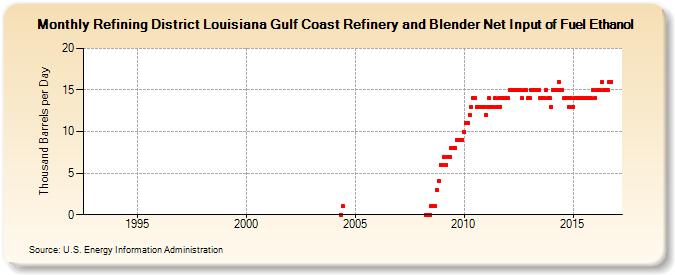 Monthly Refining District Louisiana Gulf Coast Refinery and Blender Net Input of Fuel Ethanol
Thousand Barrels per Day
20
15
10
5
0
1995 2000 2005 2010 2015
Source: U.S. Energy Information Administration